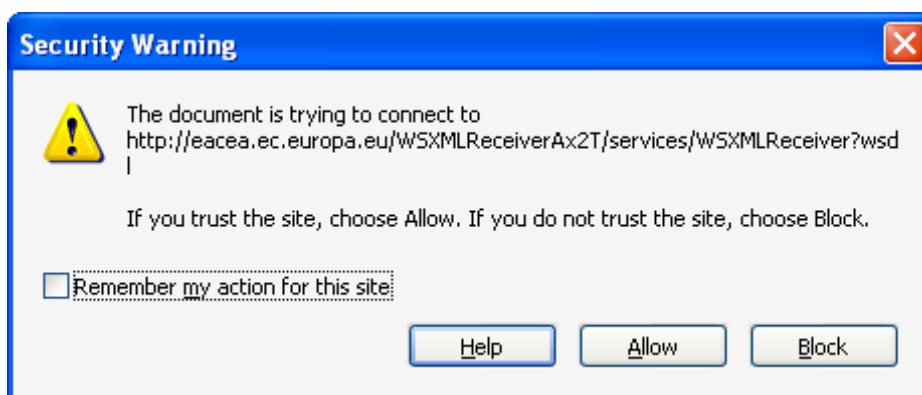 Security Warning
The document is trying to connect to
http://eacea.ec.europa.eu/WSXMLReceiverAx2T/services/WSXMLReceiver?wsd
l
If you trust the site, choose Allow. If you do not trust the site, choose Block.
Remember my action for this site
Help Allow Block